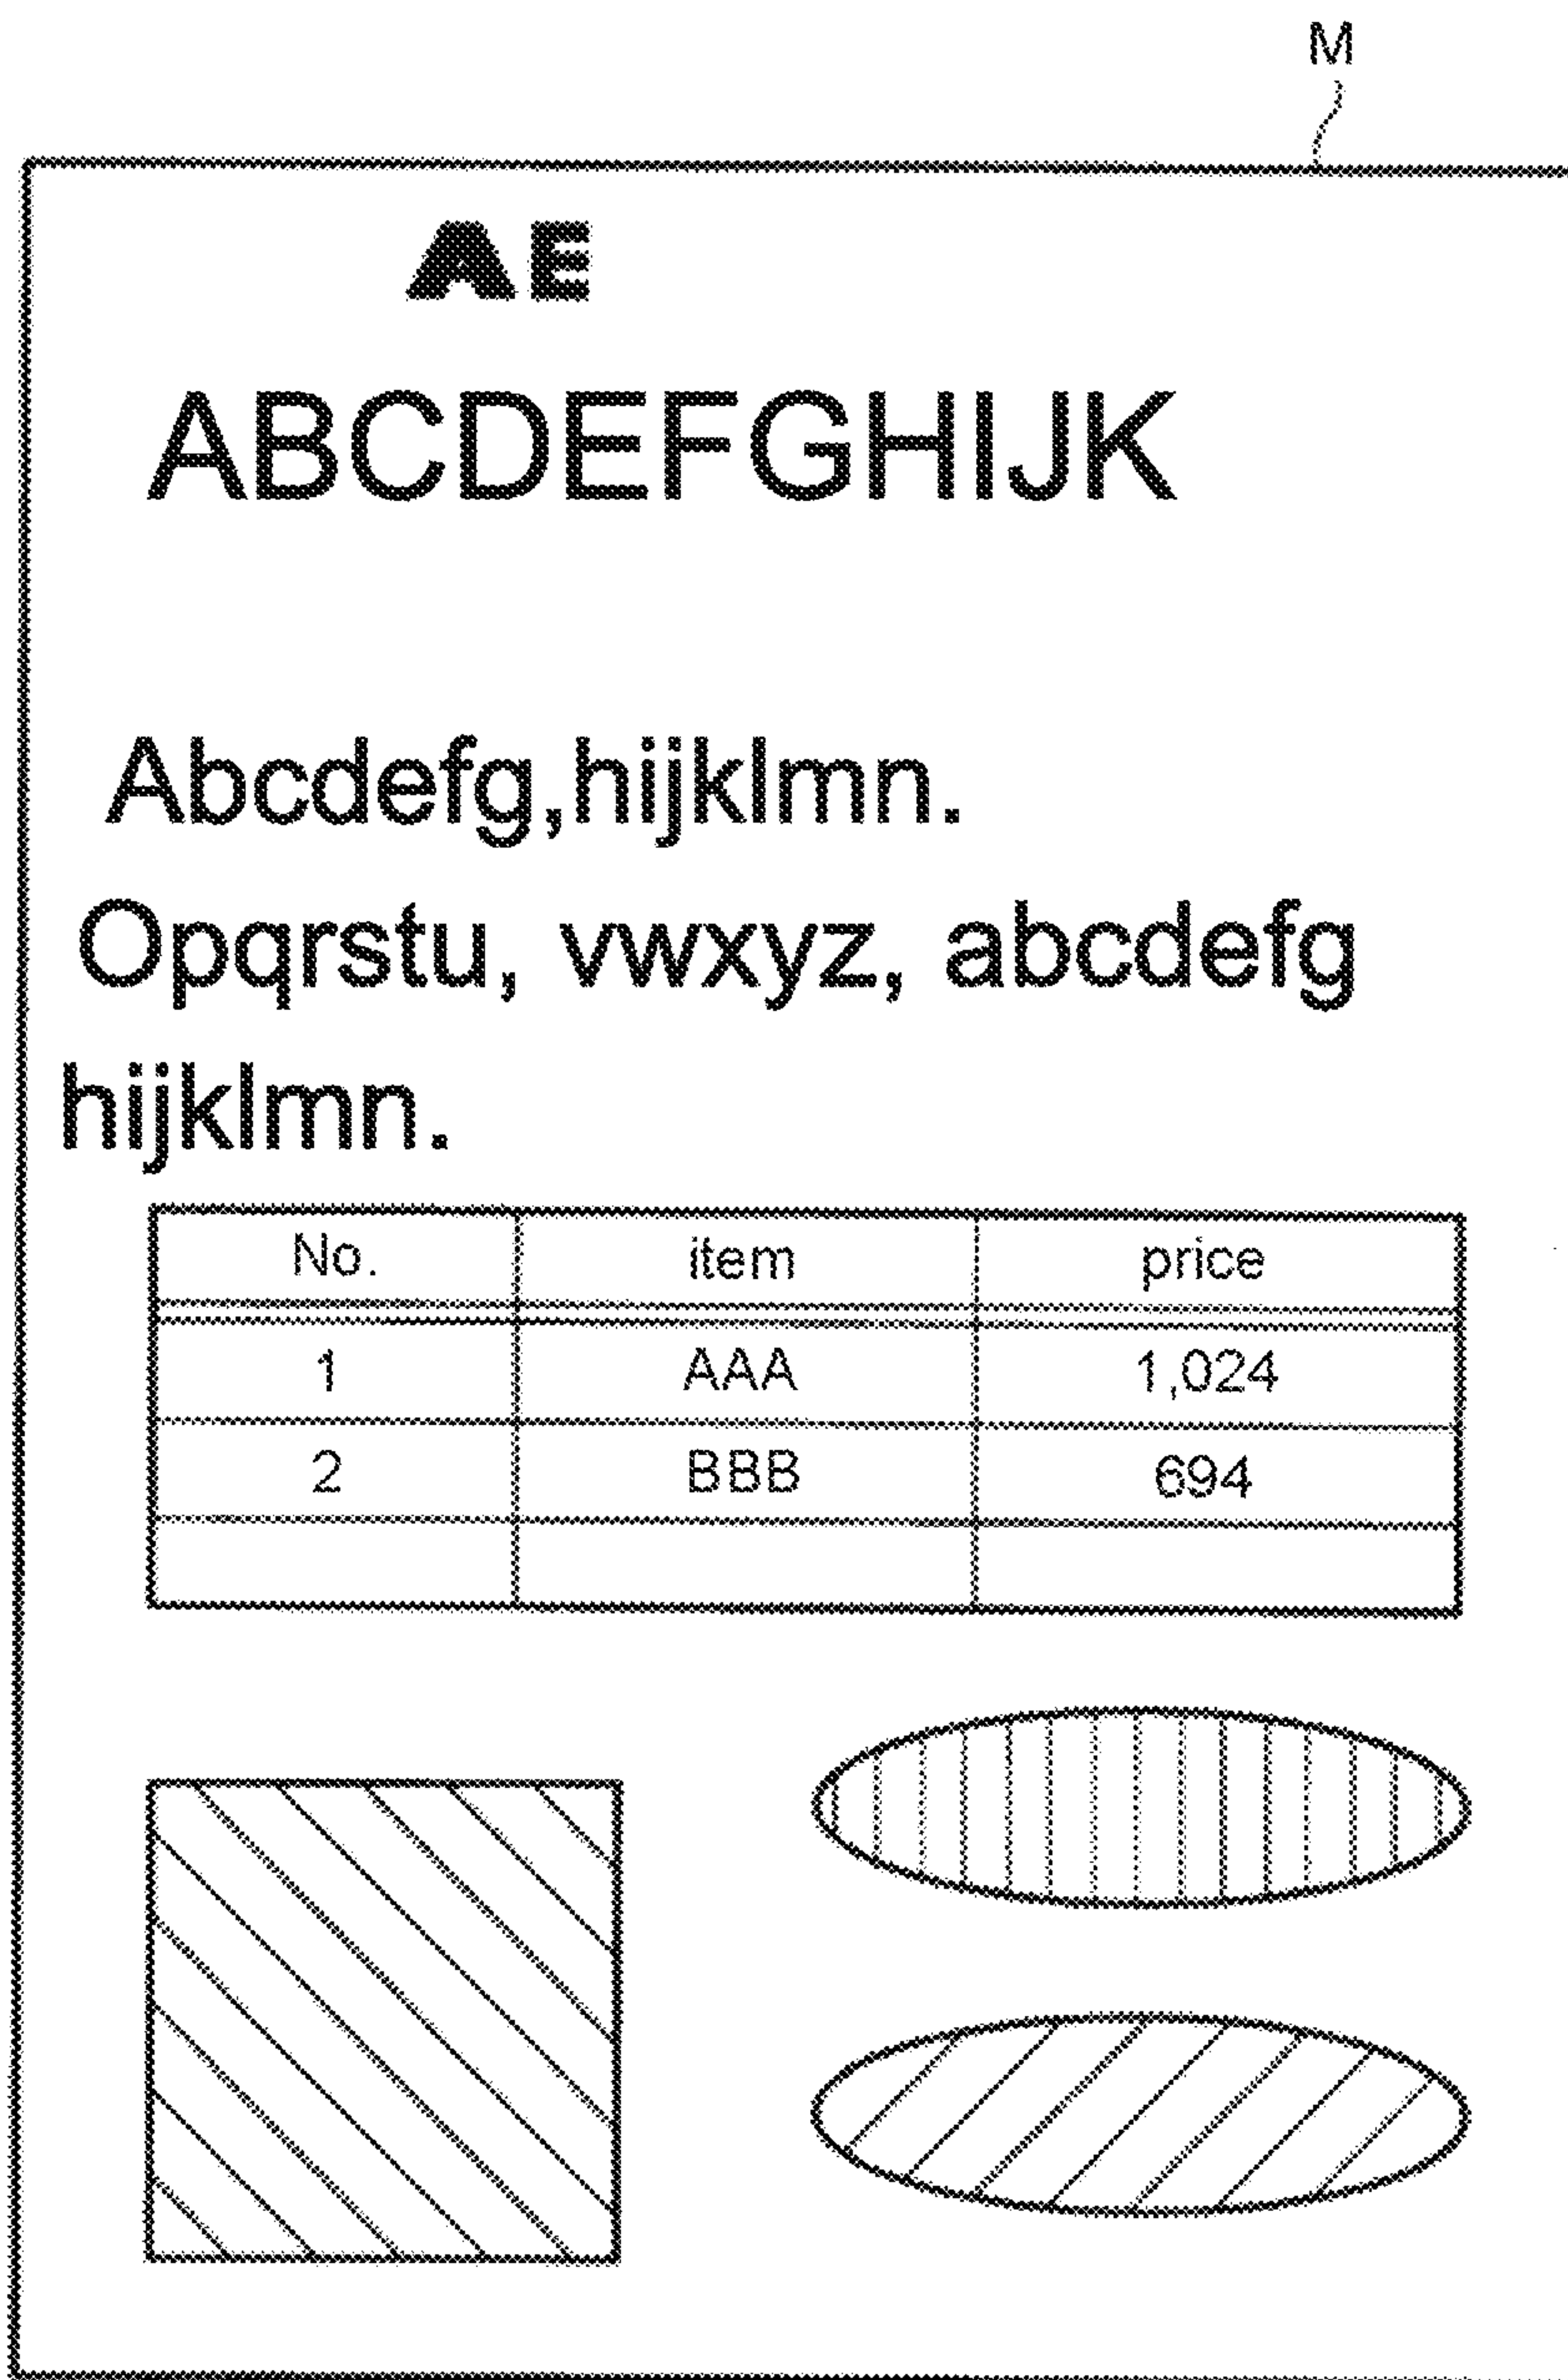 M
AE
ABCDEFGHIJK
Abcdefg,hijklmn.
Opqrstu, vwxyz, abcdefg
hijklmn.
No. item price
1 AAA 1,024
2 BBB 694